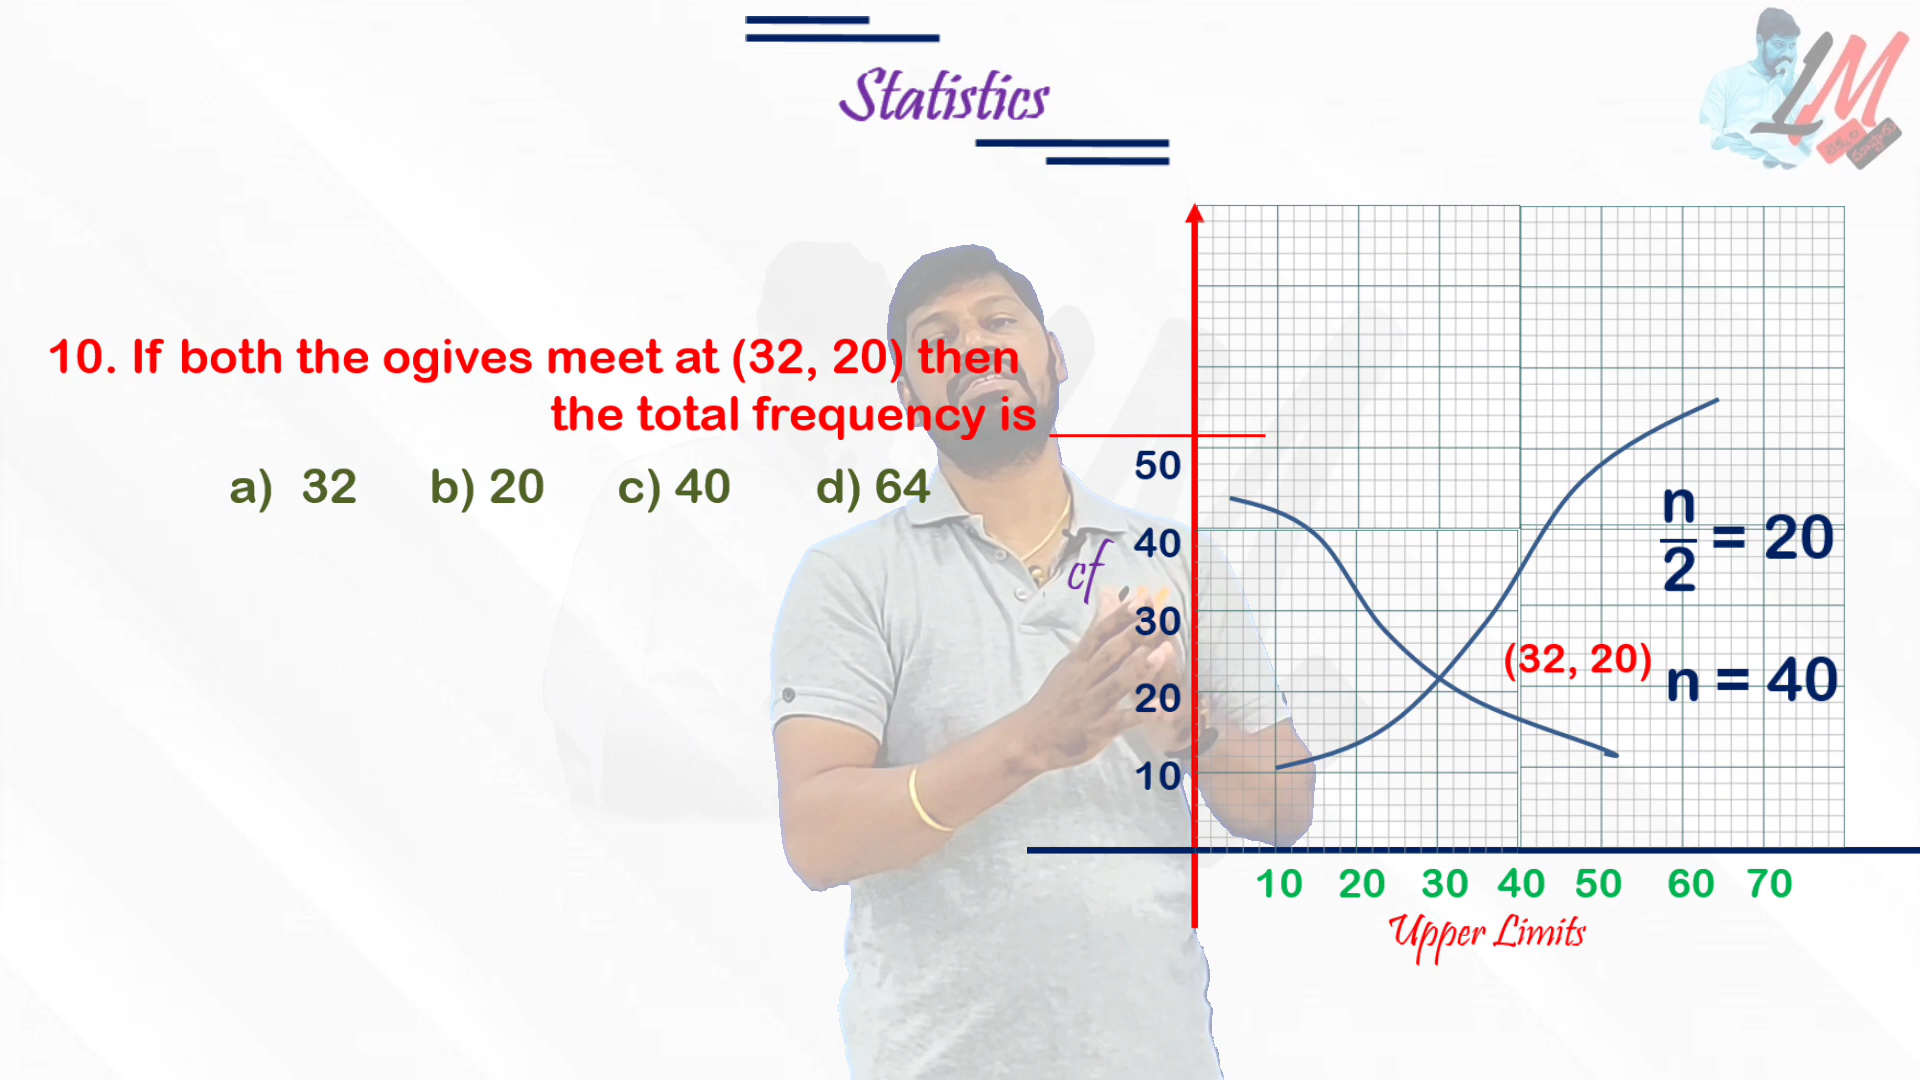 Statistics
LM
10. If both the ogives meet at (32, 20) then
the total frequency is
a) 32 b) 20 c) 40 d) 64
cf
50
40
30
20
10
n/2 = 20
(32, 20)
n = 40
10 20 30 40 50 60 70
Upper Limits